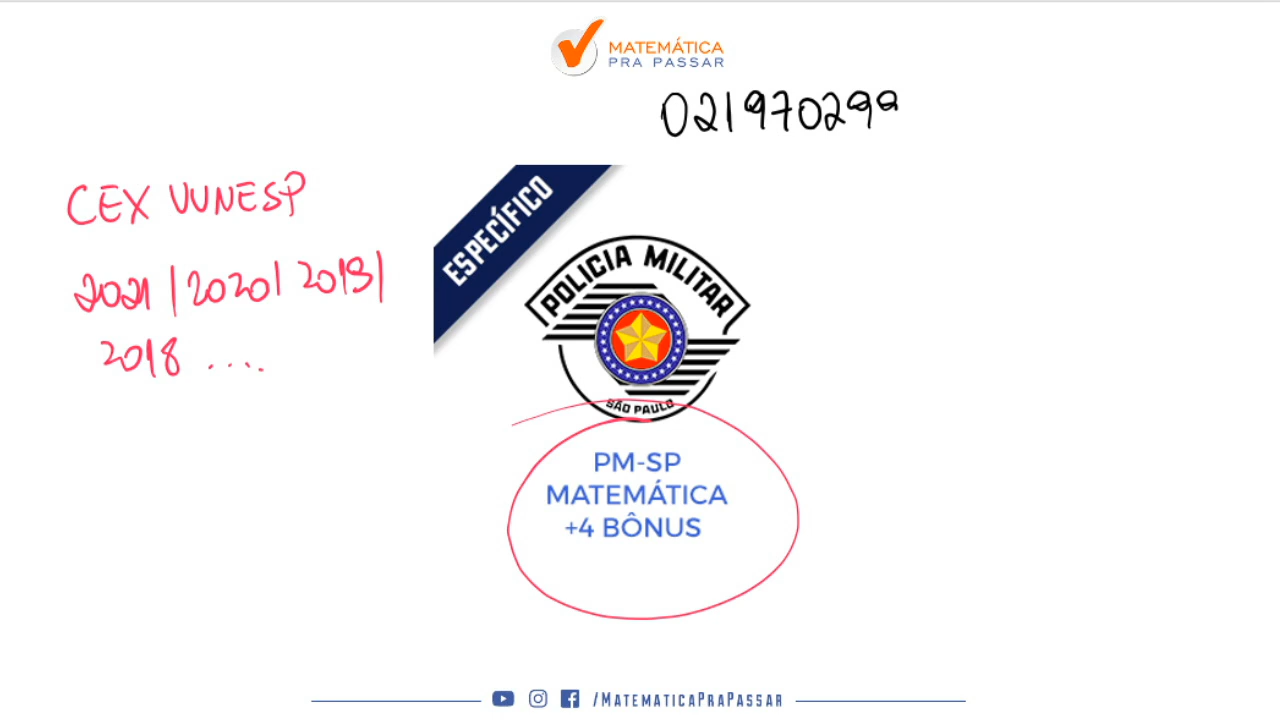 MATEMÁTICA
PRA PASSAR
021970299
CEX VUNESP
2021 | 2020 | 2019 |
2018 ....
ESPECÍFICO
POLICIA MILITAR
SÃO PAULO
PM-SP
MATEMÁTICA
+4 BÔNUS
/MATEMATICAPRAPASSAR